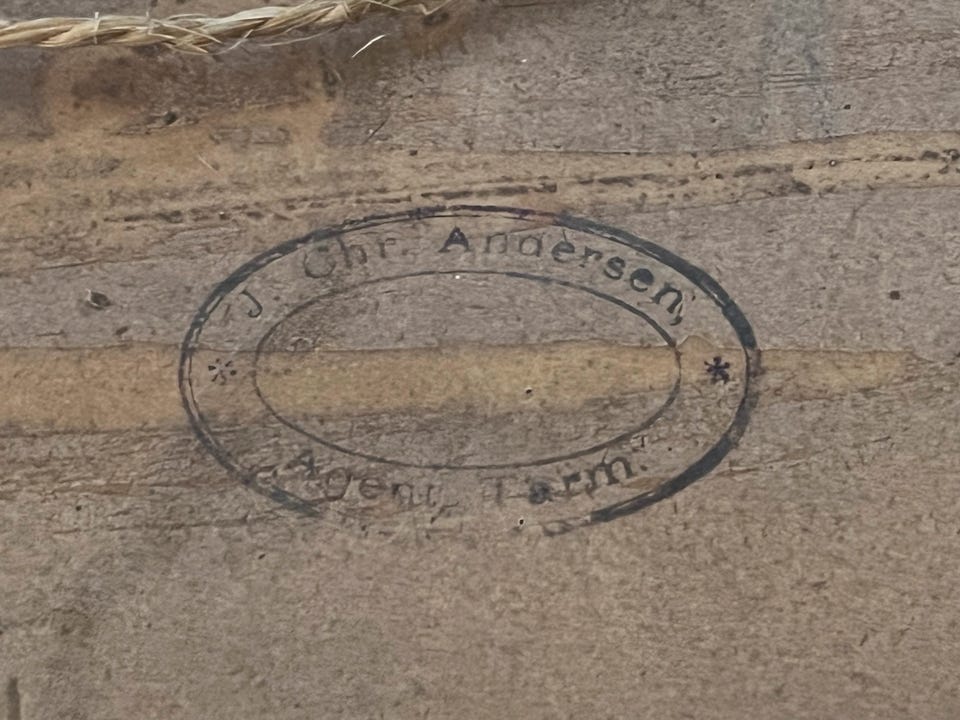 J. Chr. Andersen,
* *
Agent, Tarm.